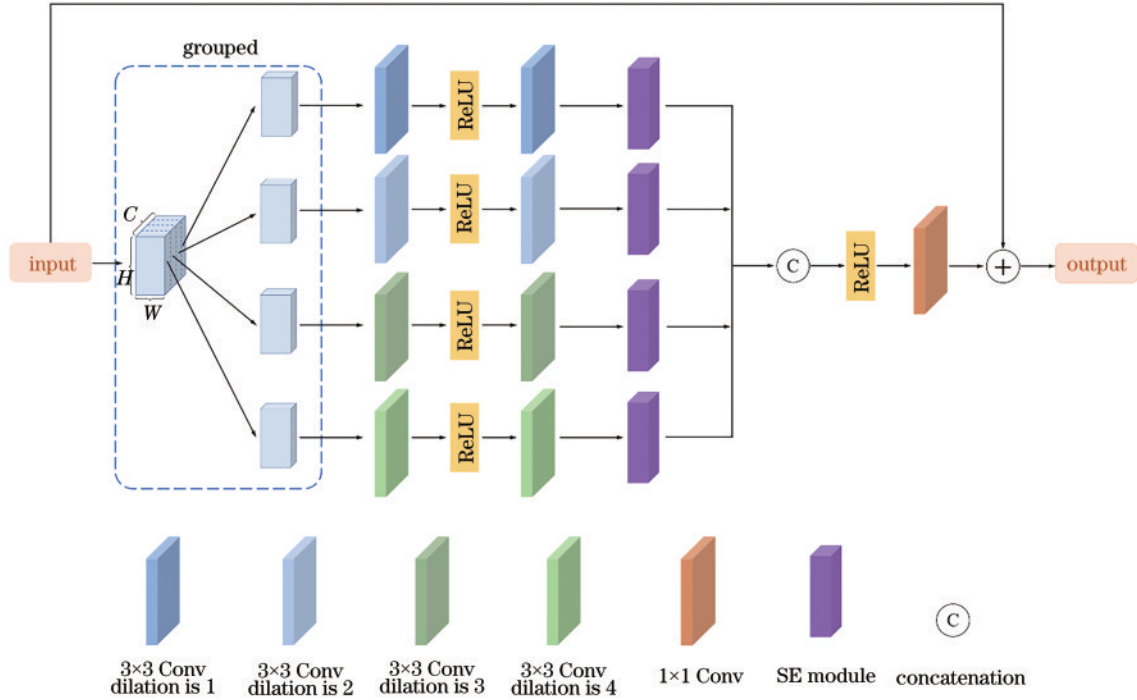 grouped
ReLU
C
ReLU
input
H
W
C
ReLU
output
ReLU
ReLU
3×3 Conv
dilation is 1
3×3 Conv
dilation is 2
3×3 Conv
dilation is 3
3×3 Conv
dilation is 4
1×1 Conv
SE module
C
concatenation